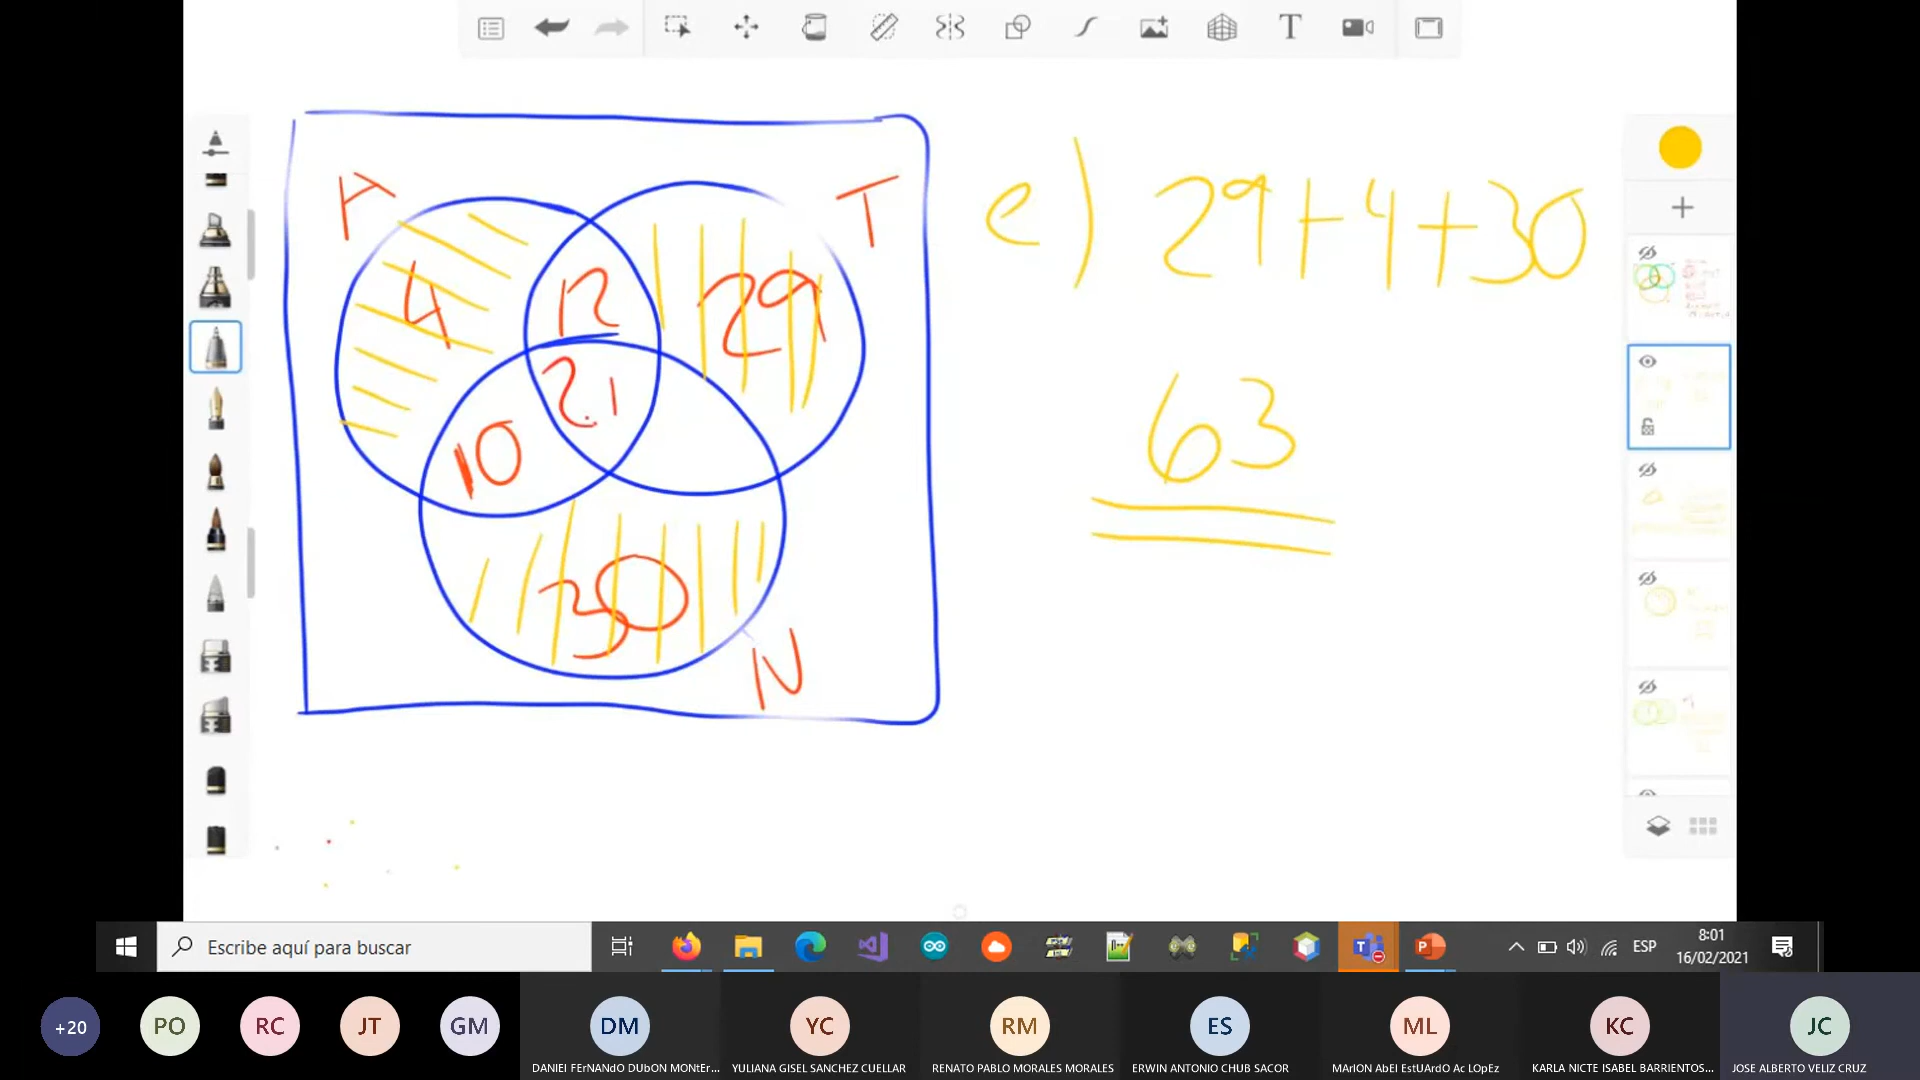 A
T
4
12
29
21
10
30
N
e) 29+4+30
63
Escribe aquí para buscar
ESP
8:01
16/02/2021
+20
PO
RC
JT
GM
DM
YC
RM
ES
ML
KC
JC
DANIEl FErNANdO DUbON MONtEr...
YULIANA GISEL SANCHEZ CUELLAR
RENATO PABLO MORALES MORALES
ERWIN ANTONIO CHUB SACOR
MArION AbEl EstUArdO Ac LOpEz
KARLA NICTE ISABEL BARRIENTOS...
JOSE ALBERTO VELIZ CRUZ